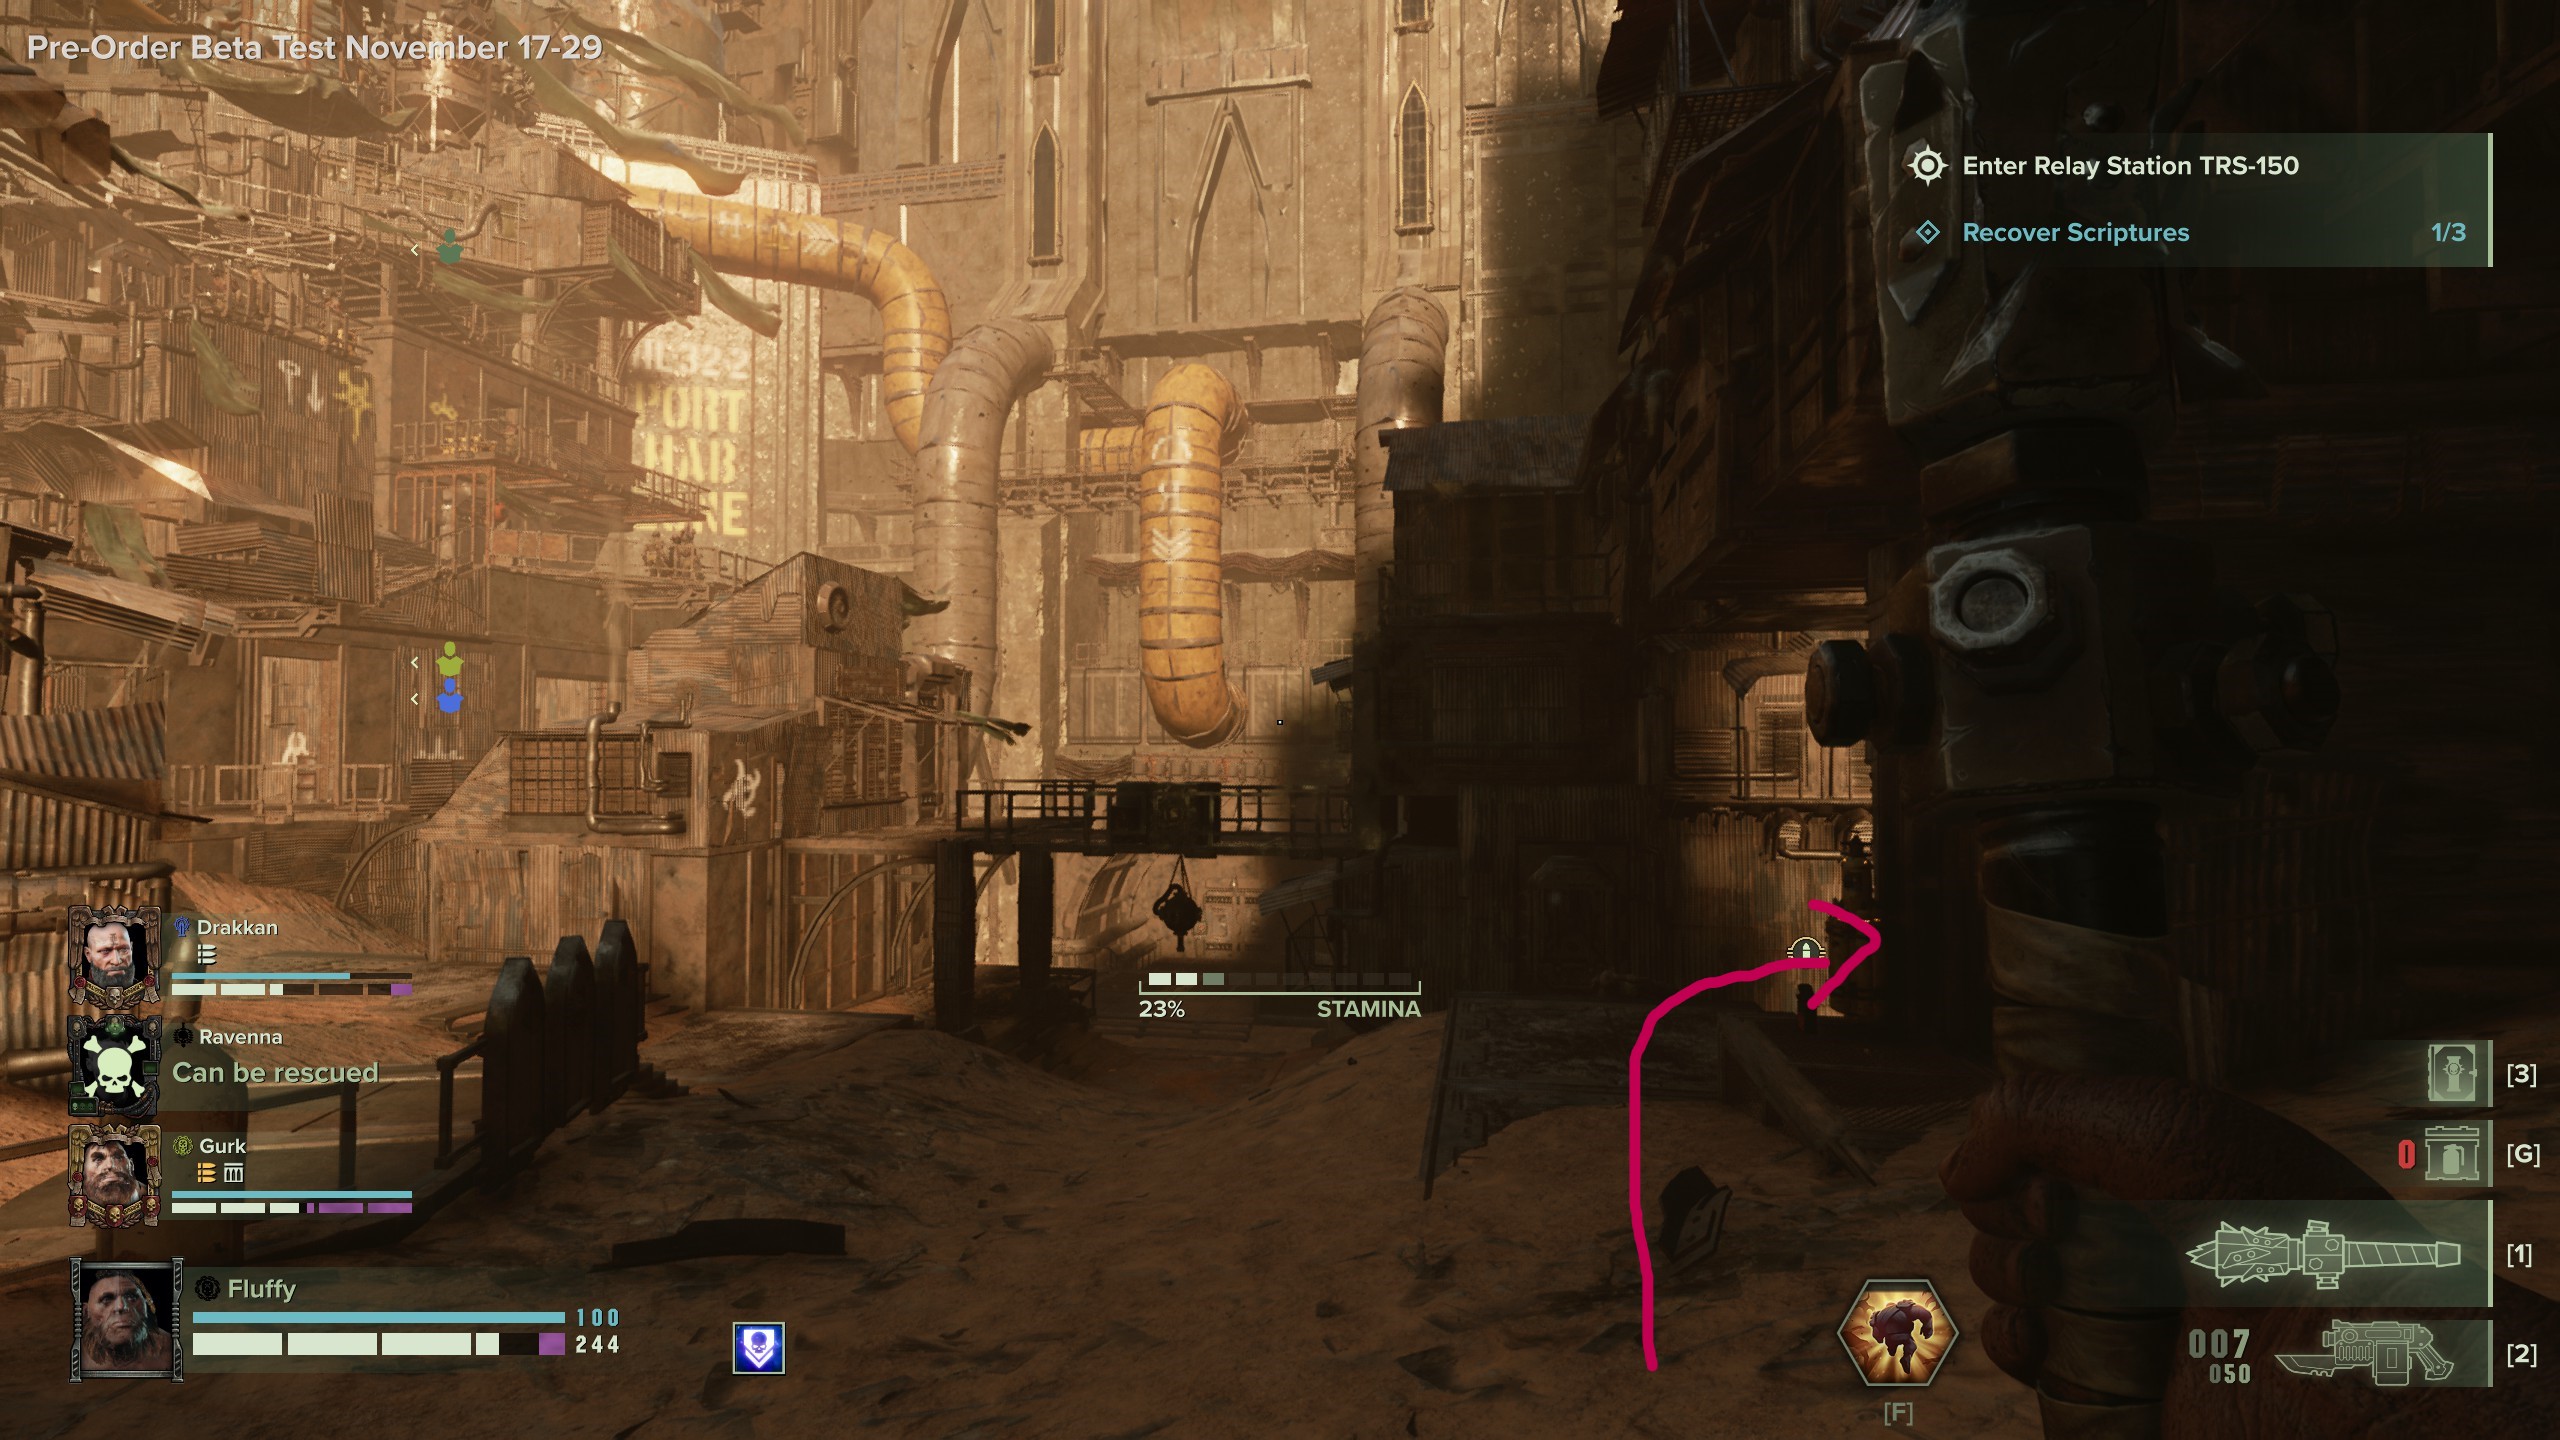 Pre-Order Beta Test November 17-29
Enter Relay Station TRS-150
Recover Scriptures 1/3
PORT
HAB
Drakkan
23% STAMINA
Ravenna
Can be rescued
[3]
Gurk
0 [G]
[1]
Fluffy
100
244
007
050
[2]
[F]